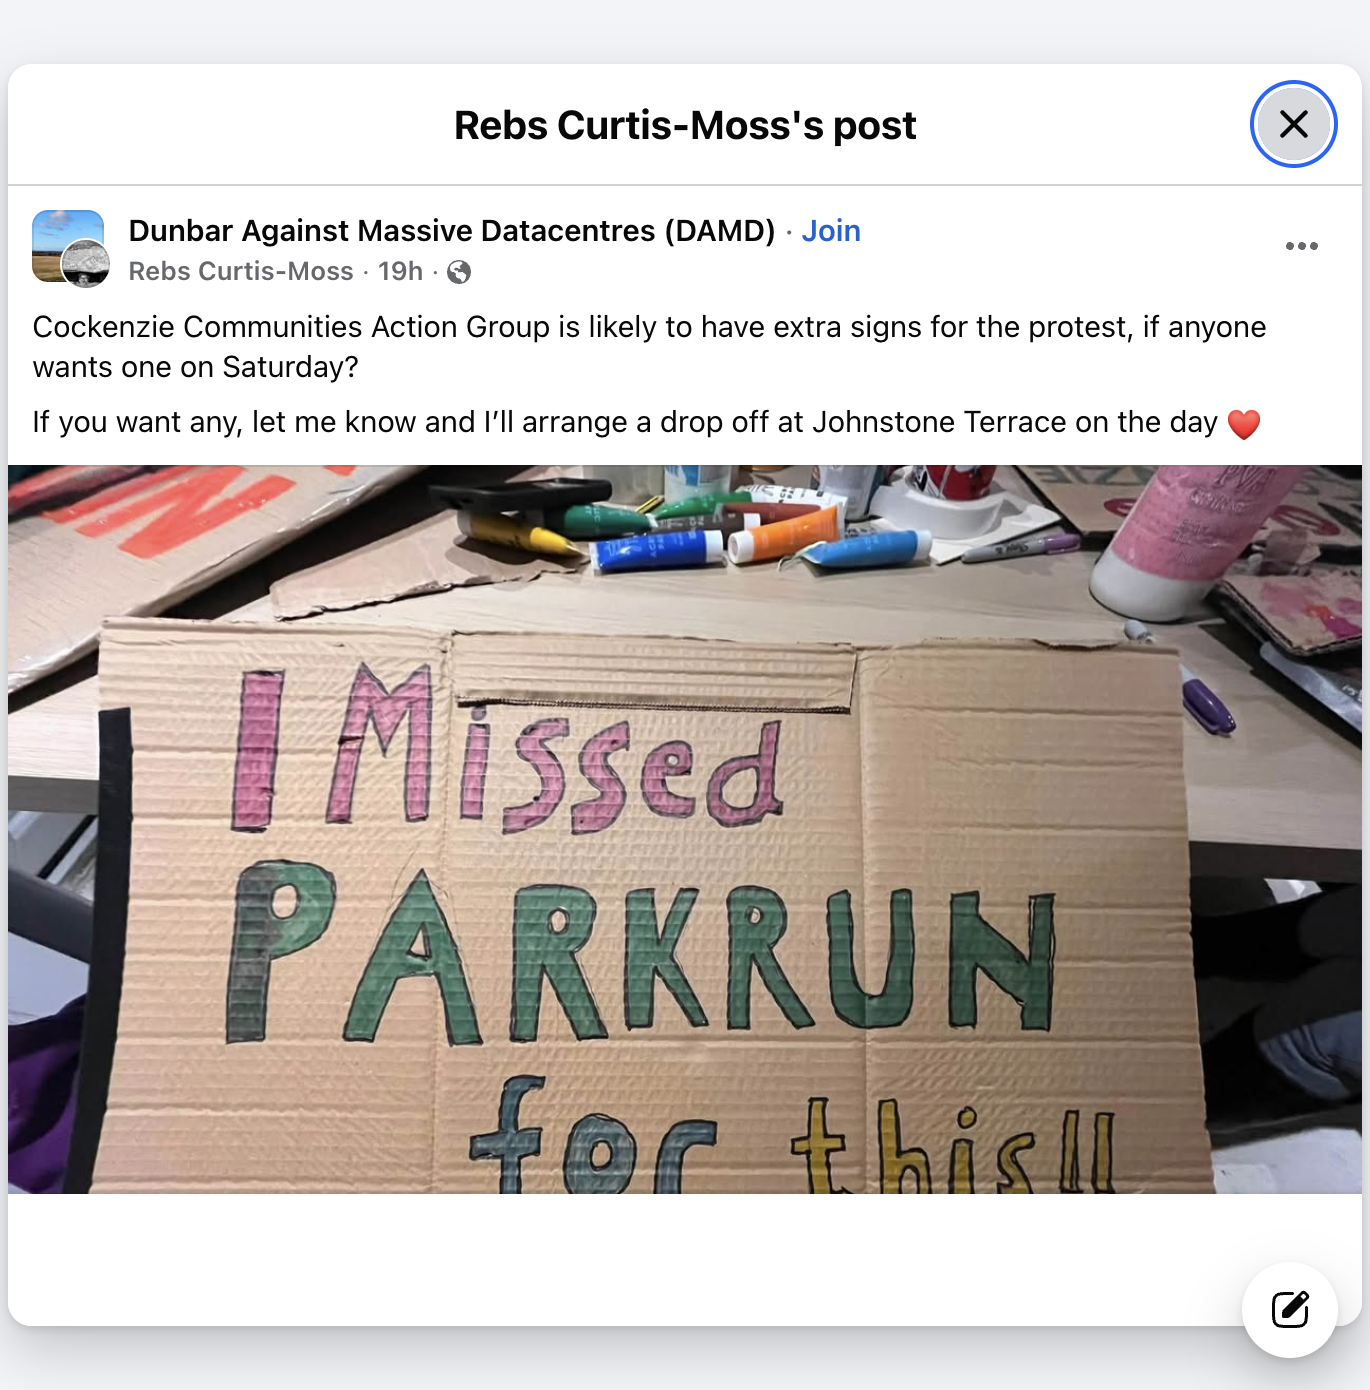 Rebs Curtis-Moss's post
Dunbar Against Massive Datacentres (DAMD) · Join
Rebs Curtis-Moss · 19h ·
Cockenzie Communities Action Group is likely to have extra signs for the protest, if anyone
wants one on Saturday?
If you want any, let me know and I’ll arrange a drop off at Johnstone Terrace on the day ❤️
PVA
I Missed
PARKRUN
for this!!